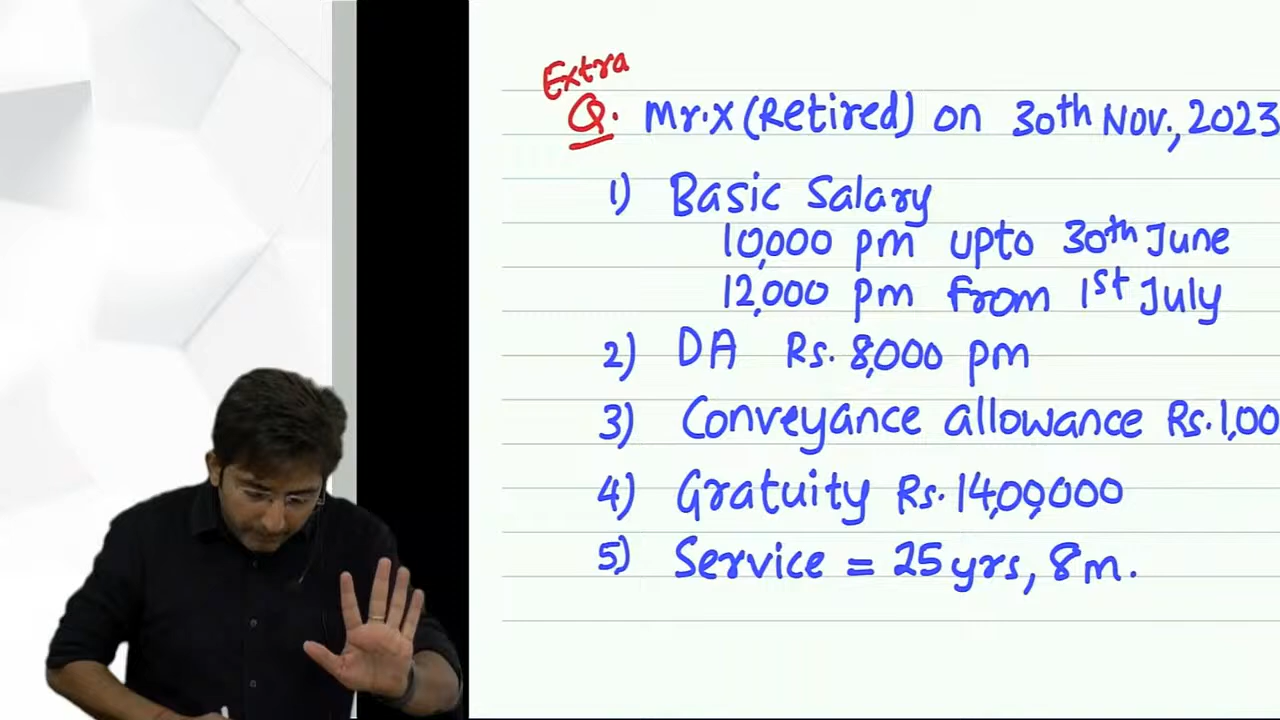 Extra
Q. Mr.X (Retired) on 30th Nov., 2023
1) Basic Salary
10,000 pm upto 30th June
12,000 pm from 1st July
2) DA Rs. 8,000 pm
3) Conveyance allowance Rs. 1,00
4) Gratuity Rs. 14,00,000
5) Service = 25 yrs, 8 m.